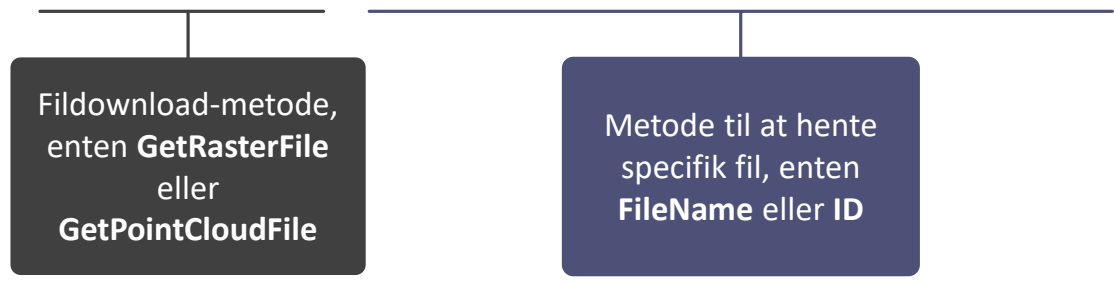 Fildownload-metode,
enten GetRasterFile
eller
GetPointCloudFile
Metode til at hente
specifik fil, enten
FileName eller ID